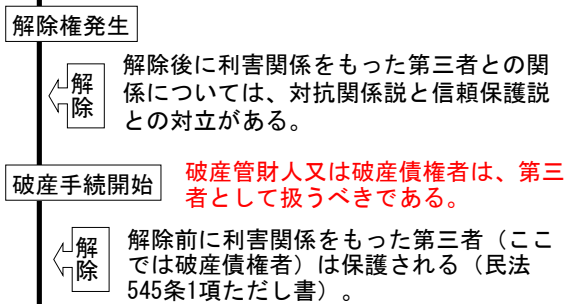 解除権発生
解除
解除後に利害関係をもった第三者との関
係については、対抗関係説と信頼保護説
との対立がある。
破産手続開始
破産管財人又は破産債権者は、第三
者として扱うべきである。
解除
解除前に利害関係をもった第三者（ここ
では破産債権者）は保護される（民法
545条1項ただし書）。